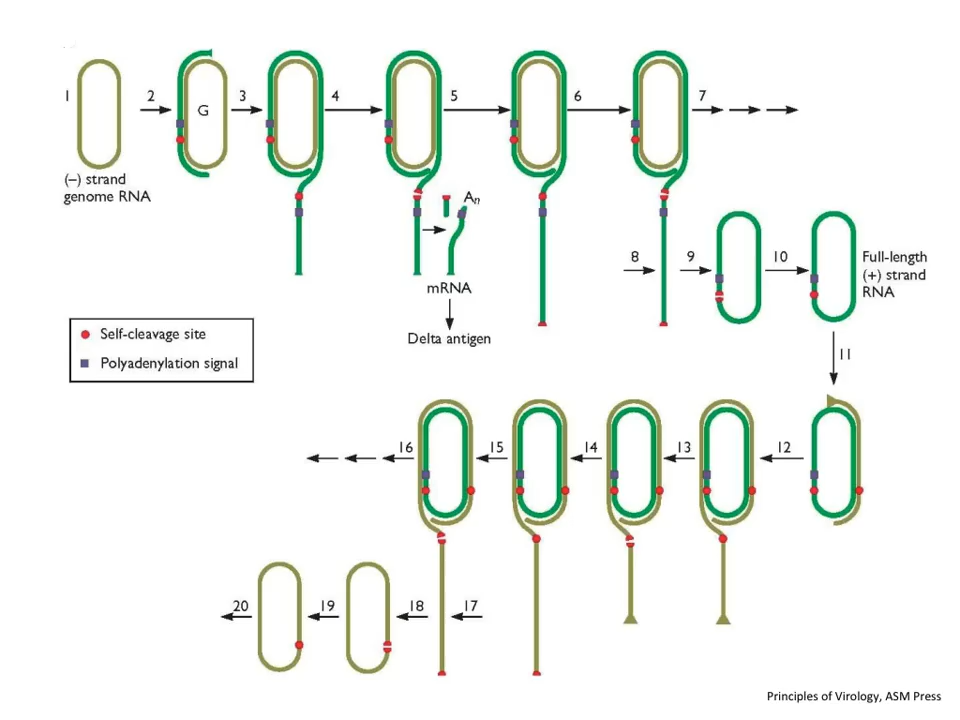 1
2
G
3
4
5
6
7
(–) strand
genome RNA
An
mRNA
Delta antigen
8
9
10
Full-length
(+) strand
RNA
Self-cleavage site
Polyadenylation signal
11
16
15
14
13
12
20
19
18
17
Principles of Virology, ASM Press